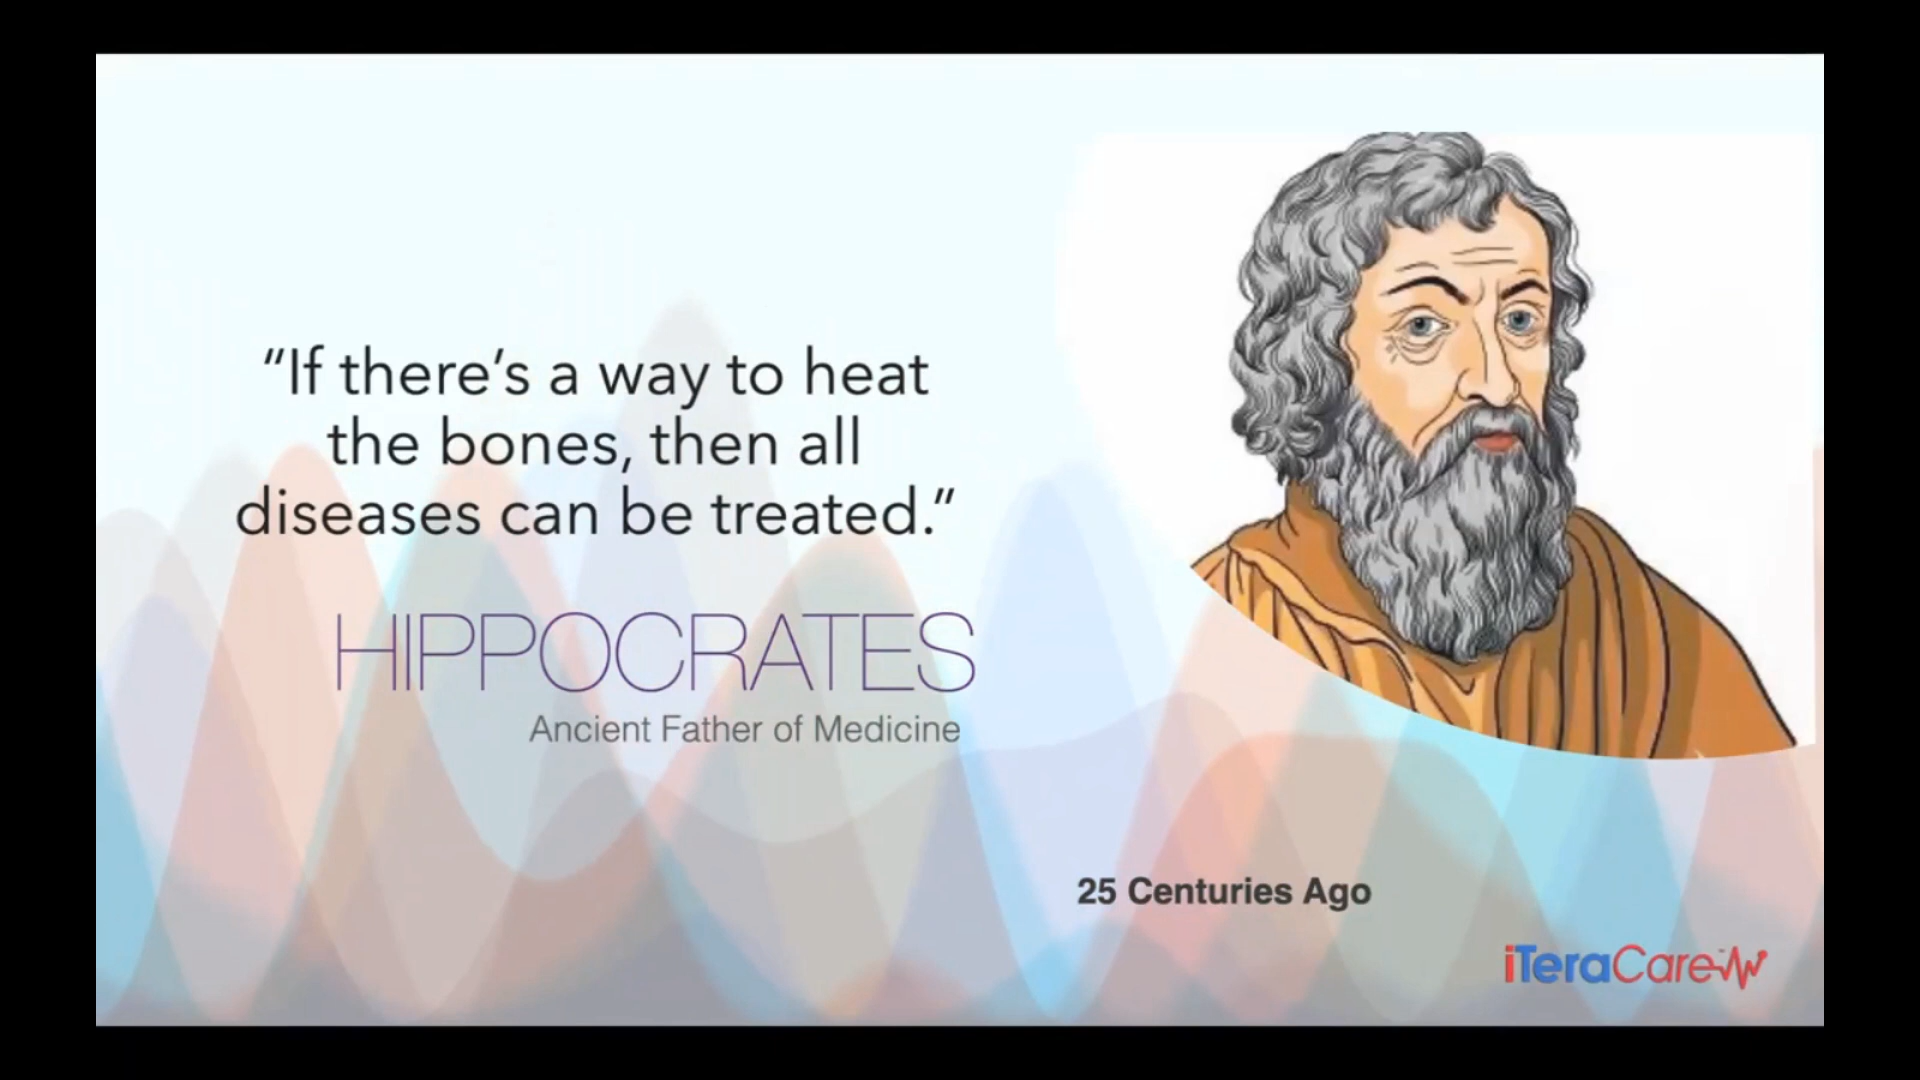 “If there’s a way to heat
the bones, then all
diseases can be treated.”
HIPPOCRATES
Ancient Father of Medicine
25 Centuries Ago
iTeraCare